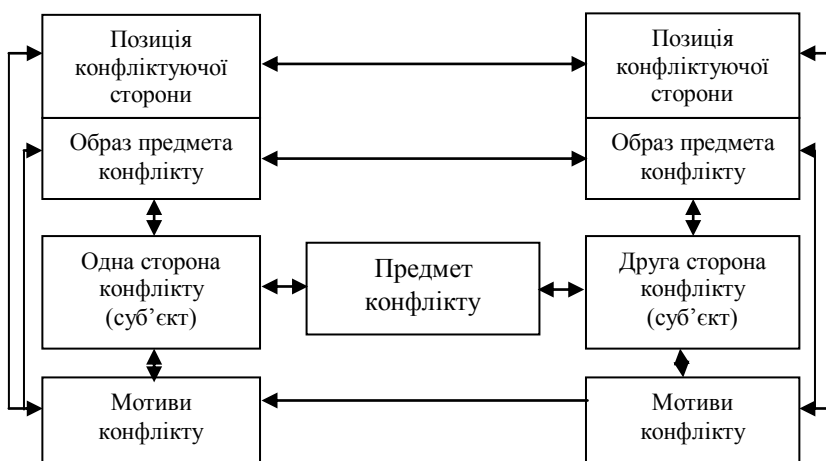 Позиція
конфліктуючої
сторони
Позиція
конфліктуючої
сторони
Образ предмета
конфлікту
Образ предмета
конфлікту
Одна сторона
конфлікту
(суб’єкт)
Предмет
конфлікту
Друга сторона
конфлікту
(суб’єкт)
Мотиви
конфлікту
Мотиви
конфлікту